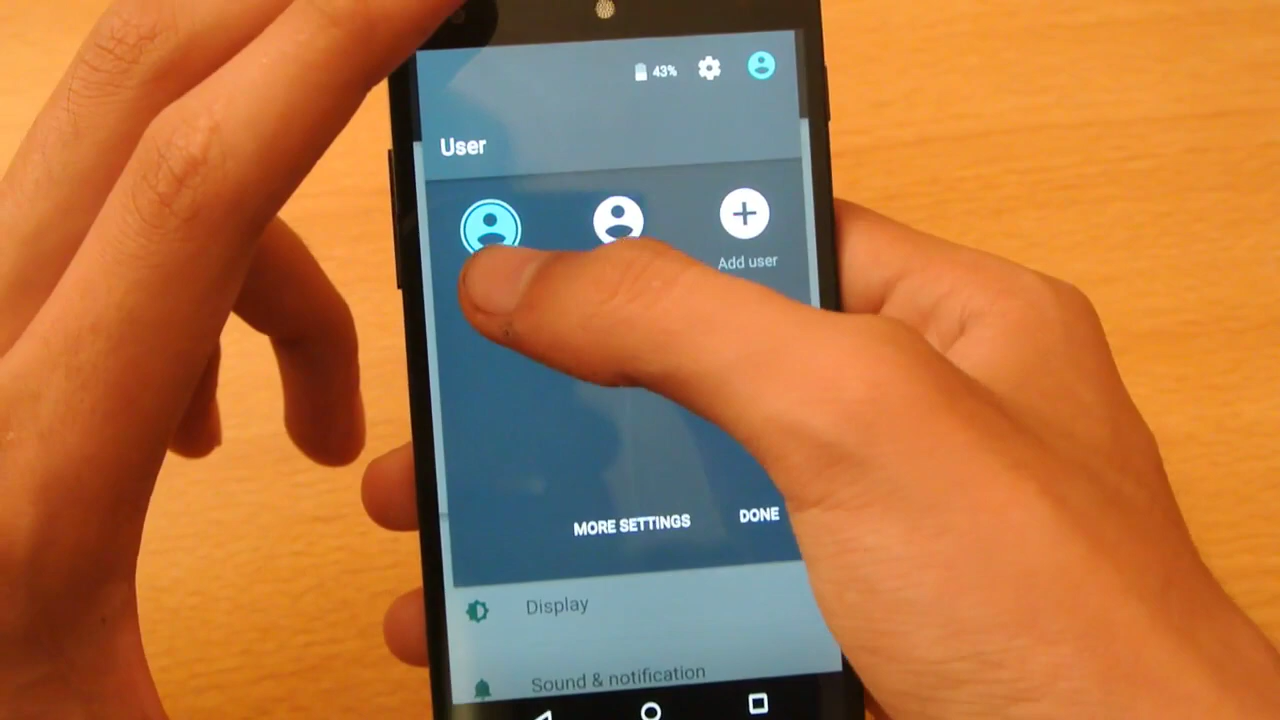 43%
User
Add user
MORE SETTINGS
DONE
Display
Sound & notification